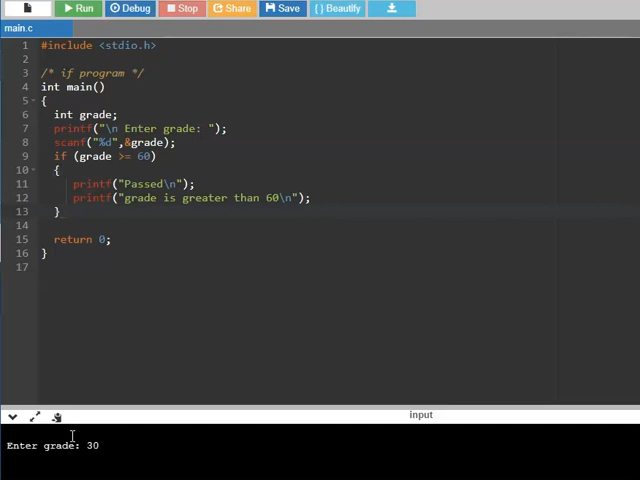 Run Debug Stop Share Save { } Beautify
main.c
1 #include <stdio.h>
2
3 /* if program */
4 int main()
5 {
6 int grade;
7 printf("\n Enter grade: ");
8 scanf("%d",&grade);
9 if (grade >= 60)
10 {
11 printf("Passed\n");
12 printf("grade is greater than 60\n");
13 }
14
15 return 0;
16 }
17
input
Enter grade: 30